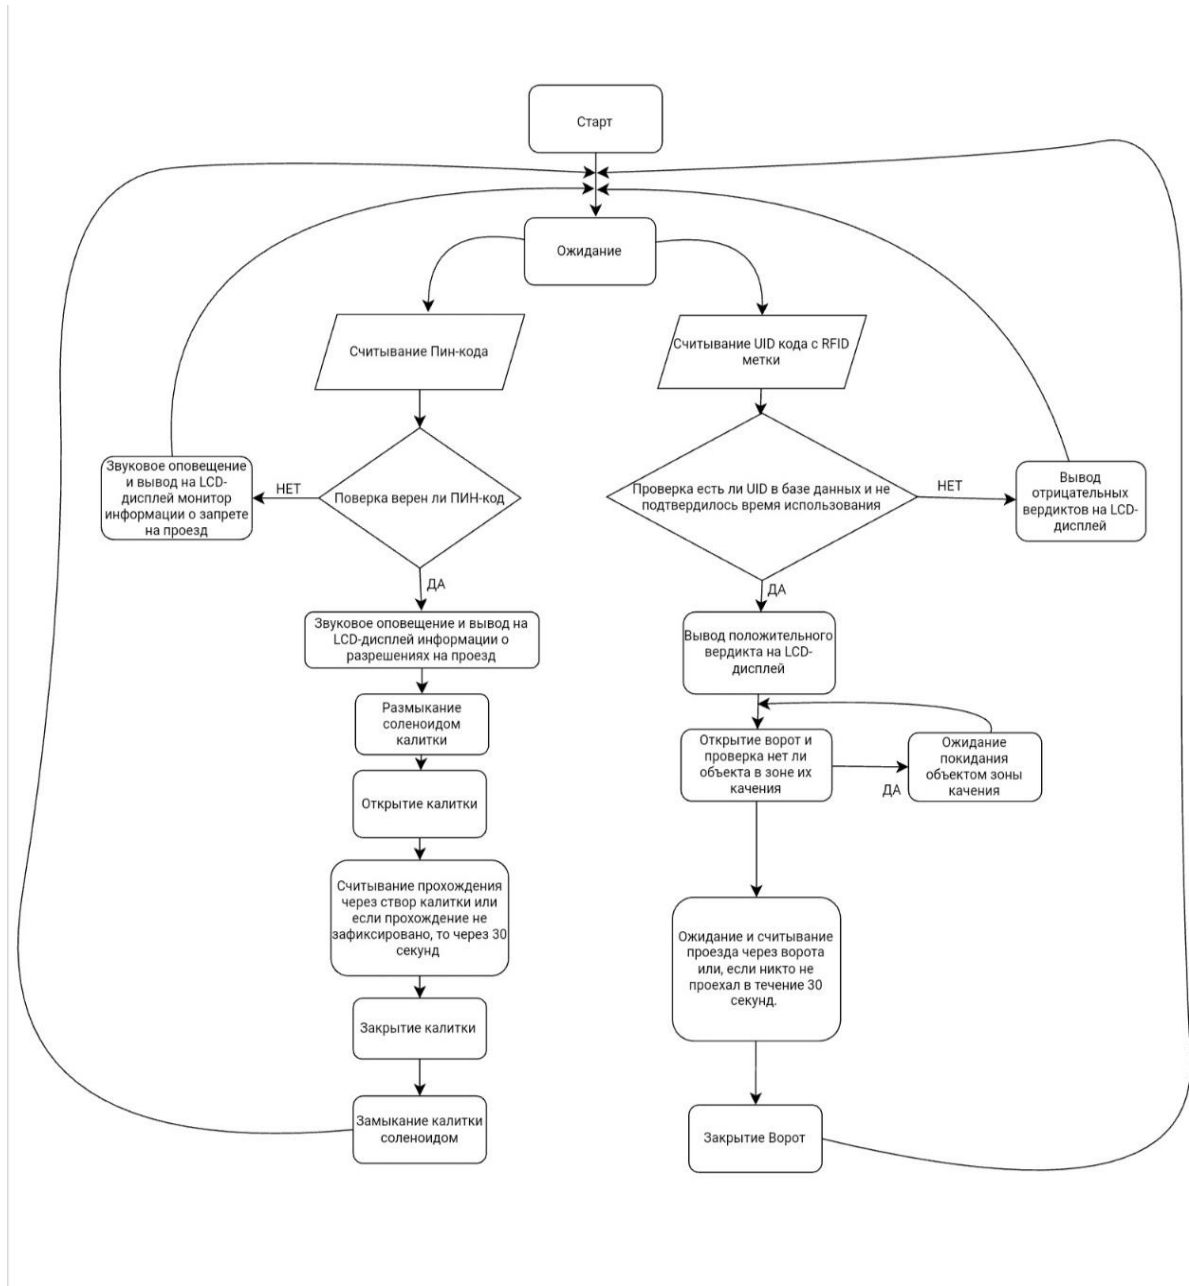 Старт
Ожидание
Считывание Пин-кода
Считывание UID кода с RFID
метки
Звуковое оповещение
и вывод на LCD-
дисплей монитор
информации о запрете
на проезд
НЕТ
Поверка верен ли ПИН-код
Проверка есть ли UID в базе данных и не
подтвердилось время использования
НЕТ
Вывод
отрицательных
вердиктов на LCD-
дисплей
ДА
ДА
Звуковое оповещение и вывод на
LCD-дисплей информации о
разрешениях на проезд
Вывод положительного
вердикта на LCD-
дисплей
Размыкание
соленоидом
калитки
Открытие ворот и
проверка нет ли
объекта в зоне их
качения
ДА
Ожидание
покидания
объектом зоны
качения
Открытие калитки
Считывание прохождения
через створ калитки или
если прохождение не
зафиксировано, то через 30
секунд
Ожидание и считывание
проезда через ворота
или, если никто не
проехал в течение 30
секунд.
Закрытие калитки
Замыкание калитки
соленоидом
Закрытие Ворот